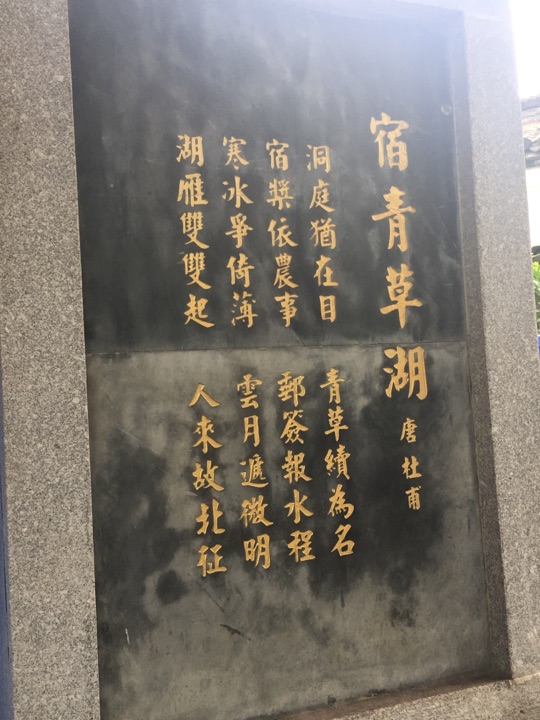 宿青草湖
唐杜甫
洞庭猶在目
青草續為名
宿槳依農事
郵簽報水程
寒冰爭倚薄
雲月遞微明
湖雁雙雙起
人來故北征